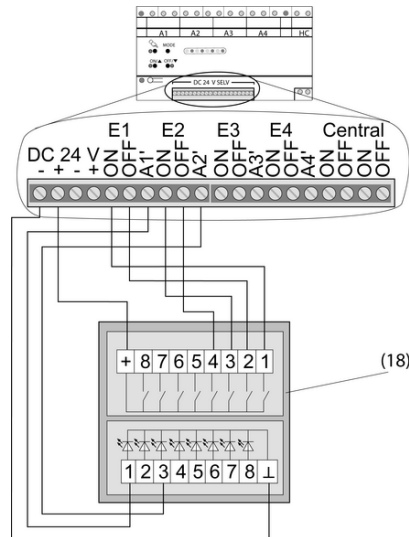 A1 A2 A3 A4 HC
MODE
ON/▲ OFF/▼
DC 24 V SELV
E1 E2 E3 E4 Central
DC 24 V ON OFF A1' ON OFF A2' ON OFF A3' ON OFF A4' ON OFF ON OFF
- + - +
+ 8 7 6 5 4 3 2 1
(18)
1 2 3 4 5 6 7 8 ⊥